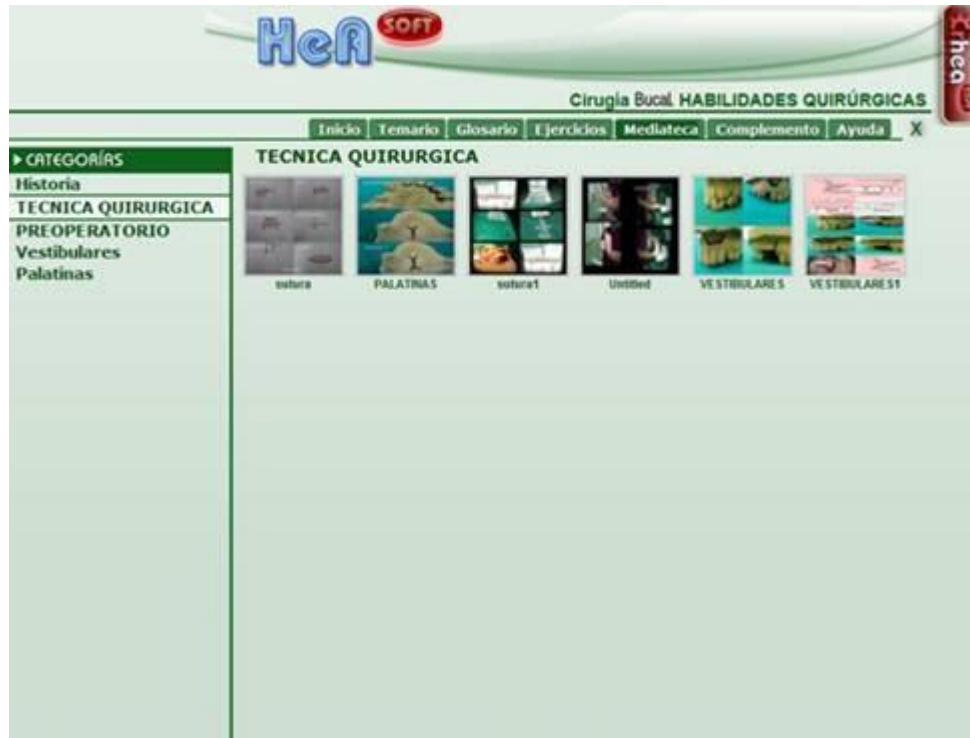 HeA SOFT
Crhea
Cirugía Bucal. HABILIDADES QUIRÚRGICAS
Inicio Temario Glosario Ejercicios Mediateca Complemento Ayuda X
CATEGORÍAS
Historia
TECNICA QUIRURGICA
PREOPERATORIO
Vestibulares
Palatinas
TECNICA QUIRURGICA
sutura PALATINAS sutura1 Untitled VESTIBULARES VESTIBULARES1